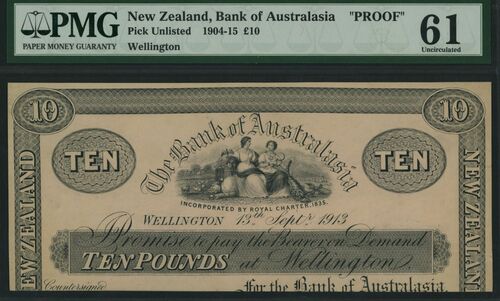 PMG
PAPER MONEY GUARANTY
New Zealand, Bank of Australasia "PROOF"
Pick Unlisted 1904-15 £10
Wellington
61
Uncirculated
10
10
The Bank of Australasia
TEN
TEN
INCORPORATED BY ROYAL CHARTER, 1835.
WELLINGTON 13th Septr 1913
I Promise to pay the Bearer on Demand
TEN POUNDS at Wellington
For the Bank of Australasia.
Countersigned
EW ZEALAND
NEW ZEALAND